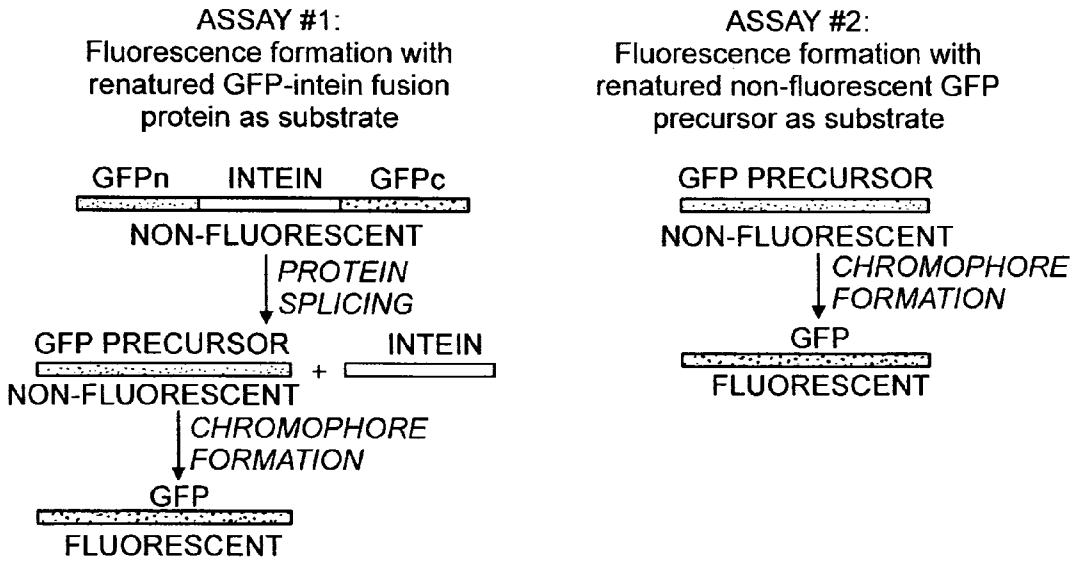 ASSAY #1:
Fluorescence formation with
renatured GFP-intein fusion
protein as substrate
GFPn INTEIN GFPc
NON-FLUORESCENT
PROTEIN
SPLICING
GFP PRECURSOR + INTEIN
NON-FLUORESCENT
CHROMOPHORE
FORMATION
GFP
FLUORESCENT
ASSAY #2:
Fluorescence formation with
renatured non-fluorescent GFP
precursor as substrate
GFP PRECURSOR
NON-FLUORESCENT
CHROMOPHORE
FORMATION
GFP
FLUORESCENT